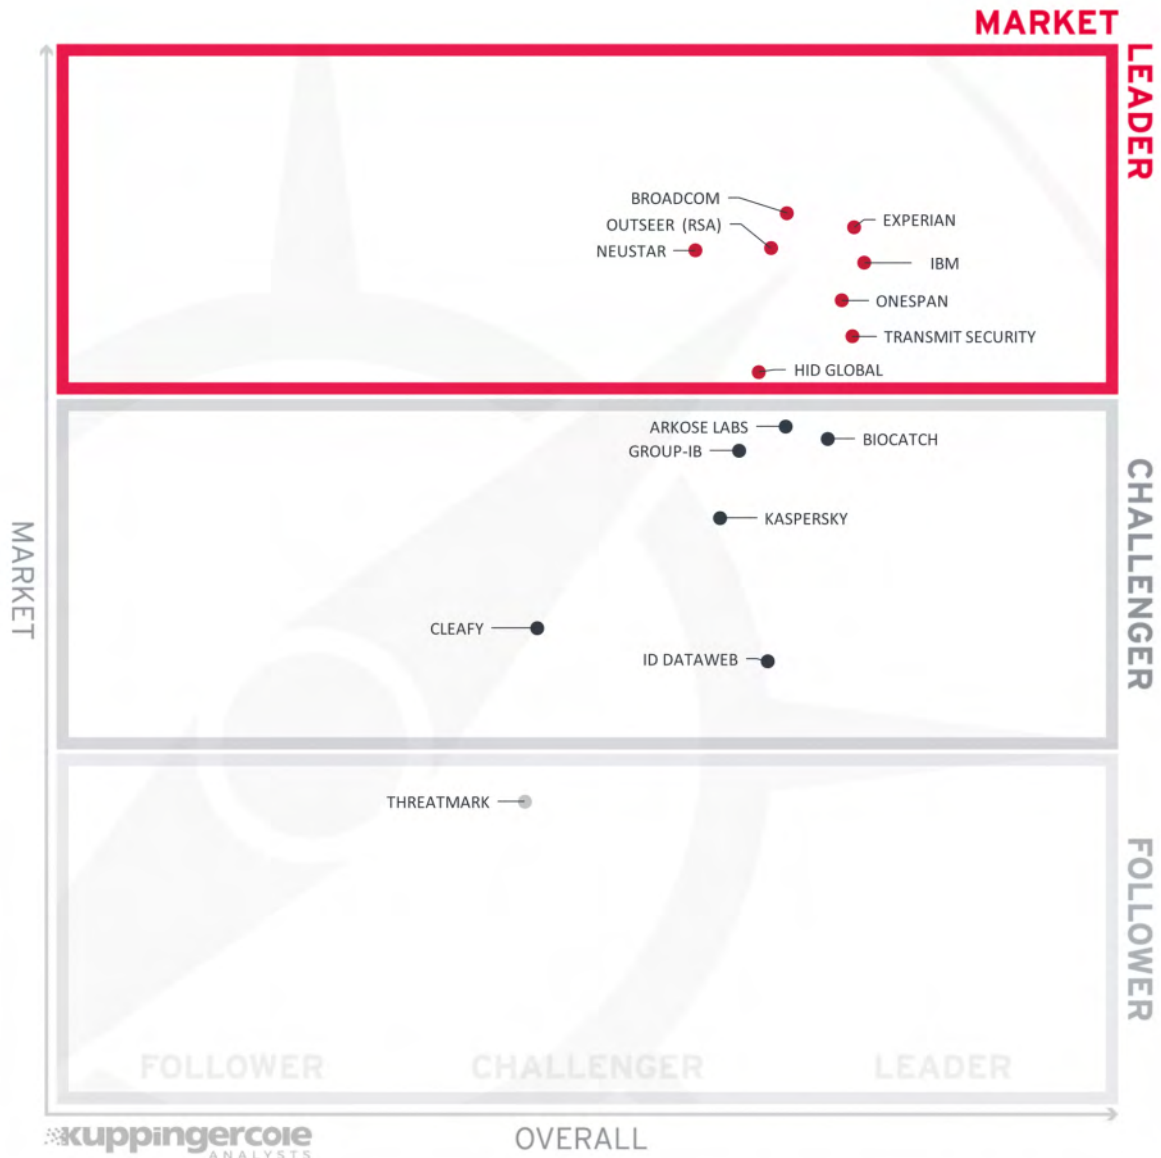 MARKET
LEADER
BROADCOM
EXPERIAN
OUTSEER (RSA)
NEUSTAR
IBM
ONESPAN
TRANSMIT SECURITY
HID GLOBAL
ARKOSE LABS
BIOCATCH
GROUP-IB
KASPERSKY
CHALLENGER
MARKET
CLEAFY
ID DATAWEB
THREATMARK
FOLLOWER
FOLLOWER
CHALLENGER
LEADER
kuppingercole
ANALYSTS
OVERALL